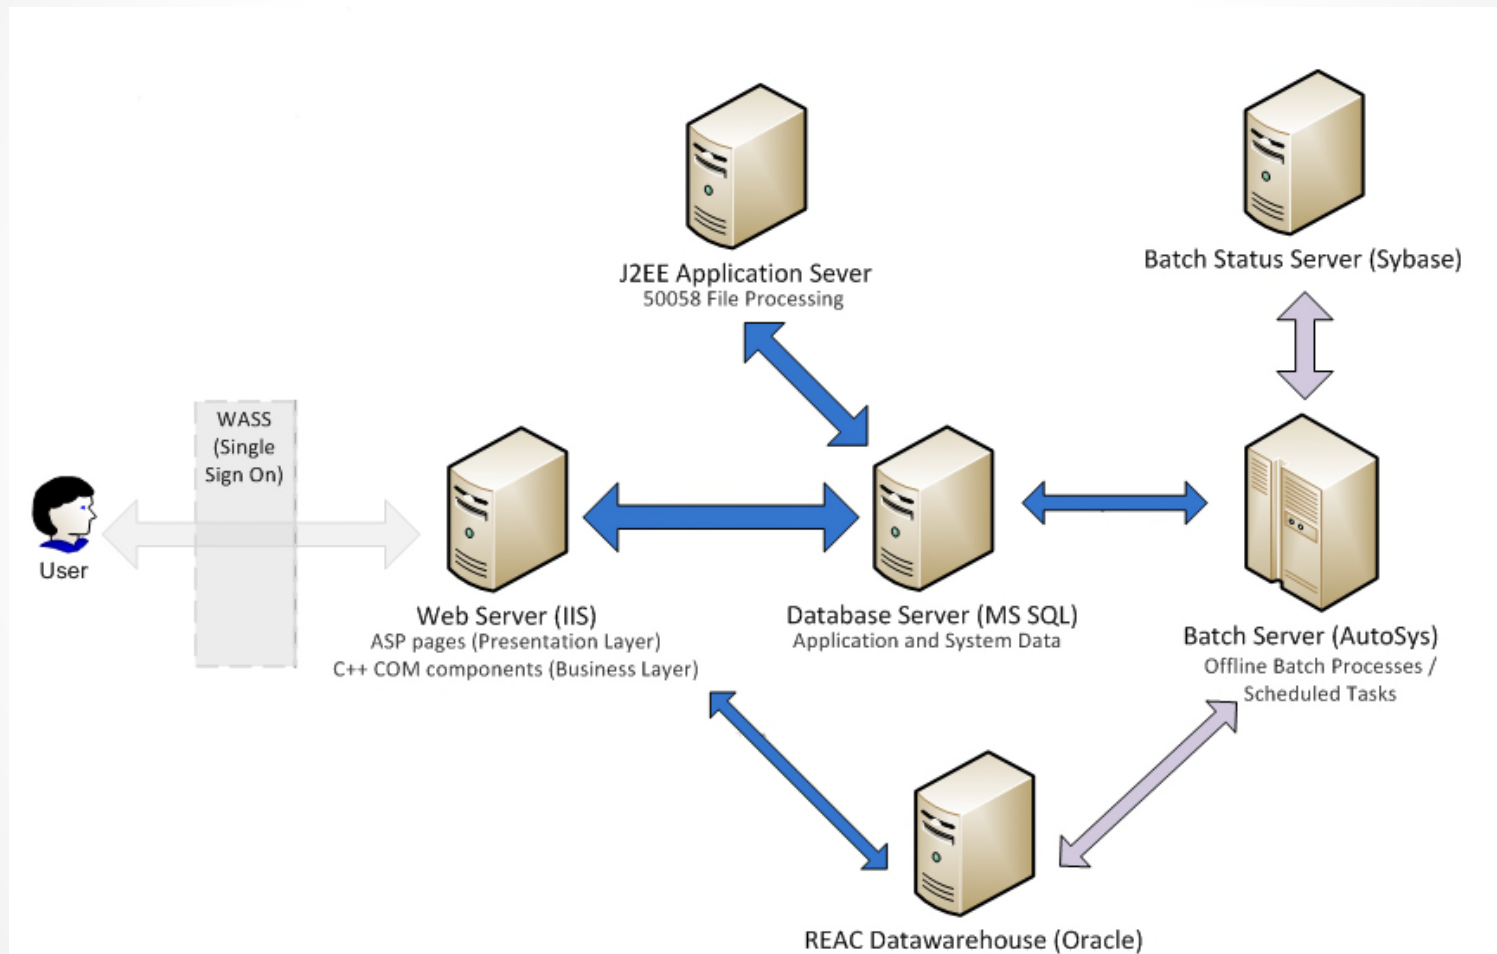 J2EE Application Sever
50058 File Processing
Batch Status Server (Sybase)
WASS
(Single
Sign On)
User
Web Server (IIS)
ASP pages (Presentation Layer)
C++ COM components (Business Layer)
Database Server (MS SQL)
Application and System Data
Batch Server (AutoSys)
Offline Batch Processes /
Scheduled Tasks
REAC Datawarehouse (Oracle)